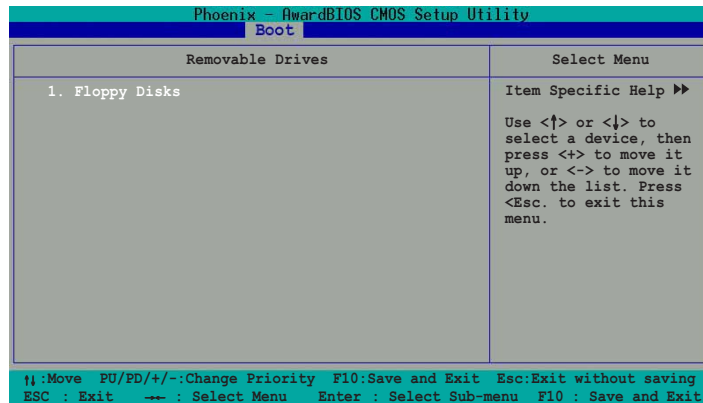 Phoenix - AwardBIOS CMOS Setup Utility
Boot
Removable Drives
Select Menu
1. Floppy Disks
Item Specific Help ▶▶
Use <↑> or <↓> to
select a device, then
press <+> to move it
up, or <-> to move it
down the list. Press
<Esc. to exit this
menu.
↑↓:Move PU/PD/+/-:Change Priority F10:Save and Exit Esc:Exit without saving
ESC : Exit →← : Select Menu Enter : Select Sub-menu F10 : Save and Exit